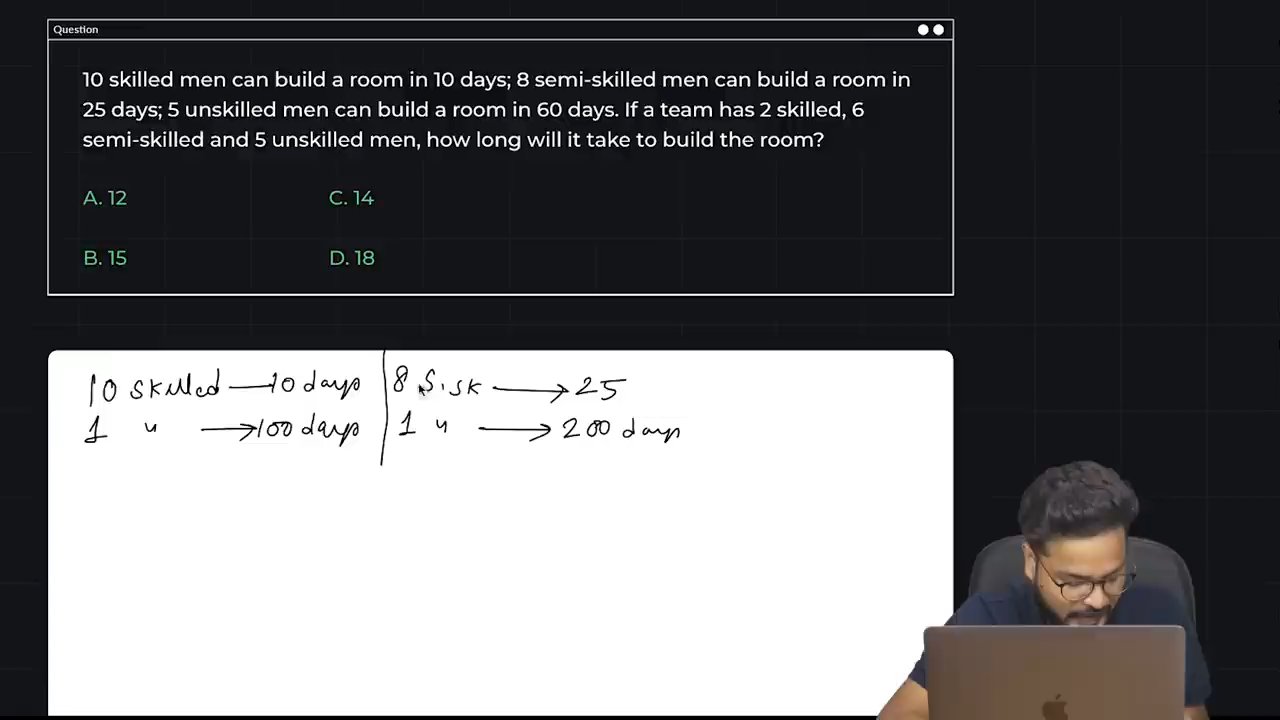 Question
10 skilled men can build a room in 10 days; 8 semi-skilled men can build a room in
25 days; 5 unskilled men can build a room in 60 days. If a team has 2 skilled, 6
semi-skilled and 5 unskilled men, how long will it take to build the room?
A. 12 C. 14
B. 15 D. 18
10 skilled → 10 days | 8 S.sk → 25
1 " → 100 days | 1 " → 200 days